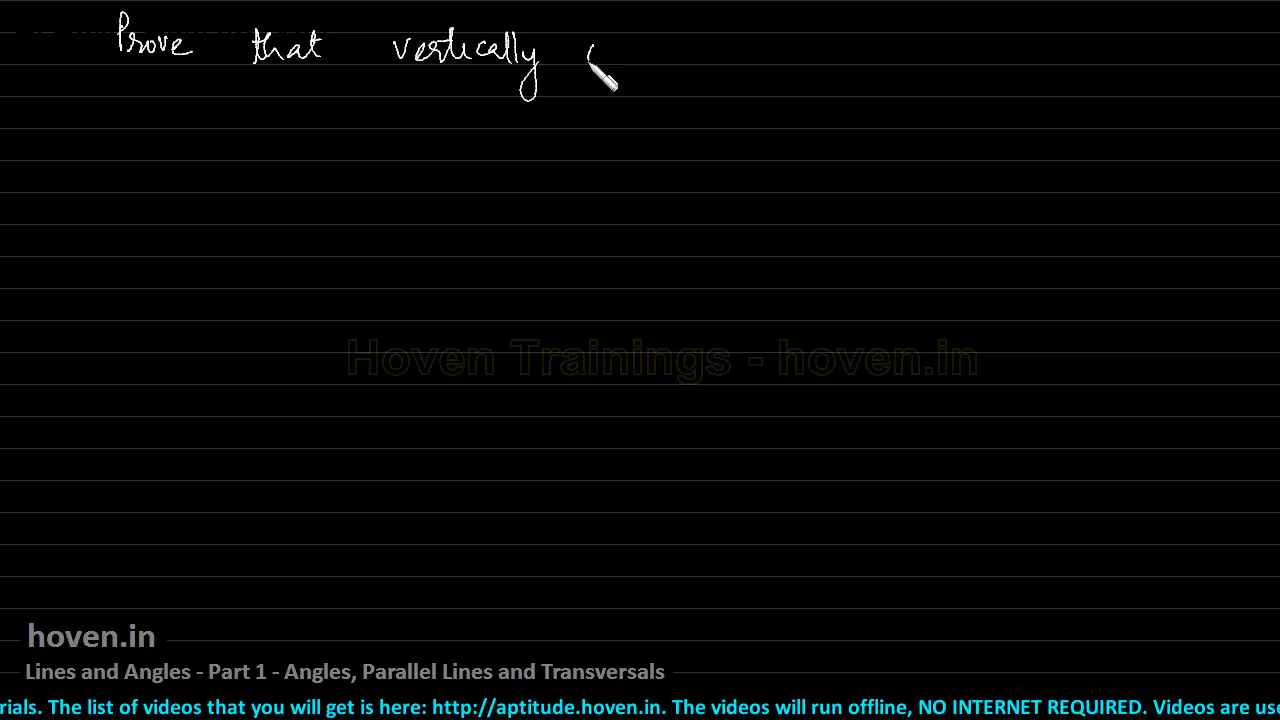 Prove that vertically
Hoven Trainings - hoven.in
hoven.in
Lines and Angles - Part 1 - Angles, Parallel Lines and Transversals
rials. The list of videos that you will get is here: http://aptitude.hoven.in. The videos will run offline, NO INTERNET REQUIRED. Videos are use